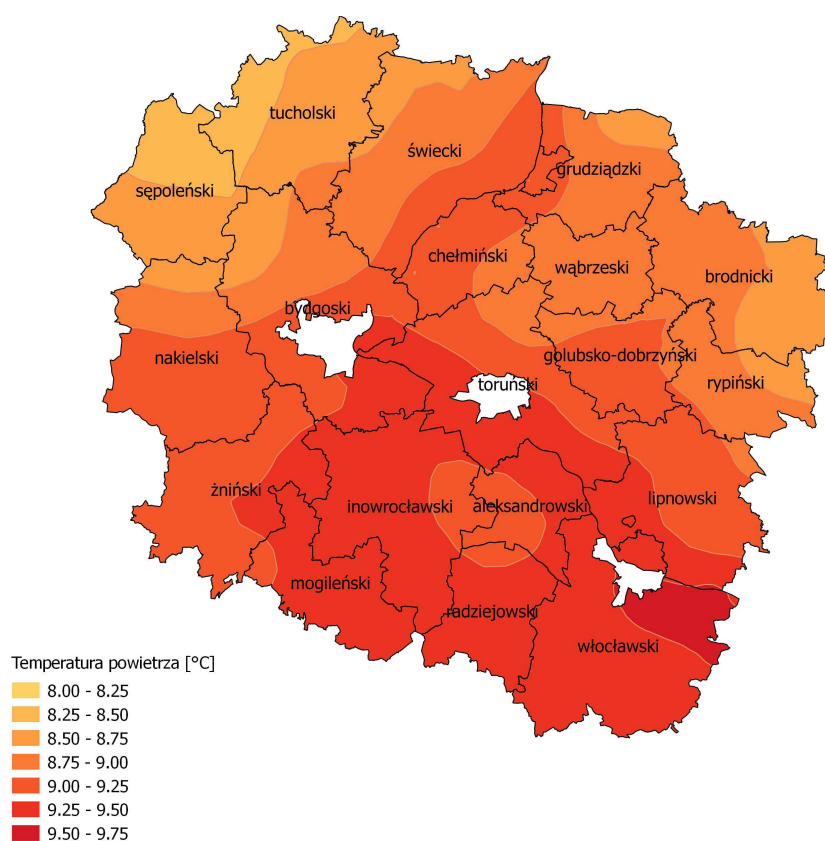 tucholski
świecki
grudziądzki
sępoleński
chełmiński
wąbrzeski
brodnicki
bydgoski
nakielski
golubsko-dobrzyński
toruński
rypiński
żniński
inowrocławski
aleksandrowski
lipnowski
mogileński
radziejowski
włocławski
Temperatura powietrza [°C]
8.00 - 8.25
8.25 - 8.50
8.50 - 8.75
8.75 - 9.00
9.00 - 9.25
9.25 - 9.50
9.50 - 9.75